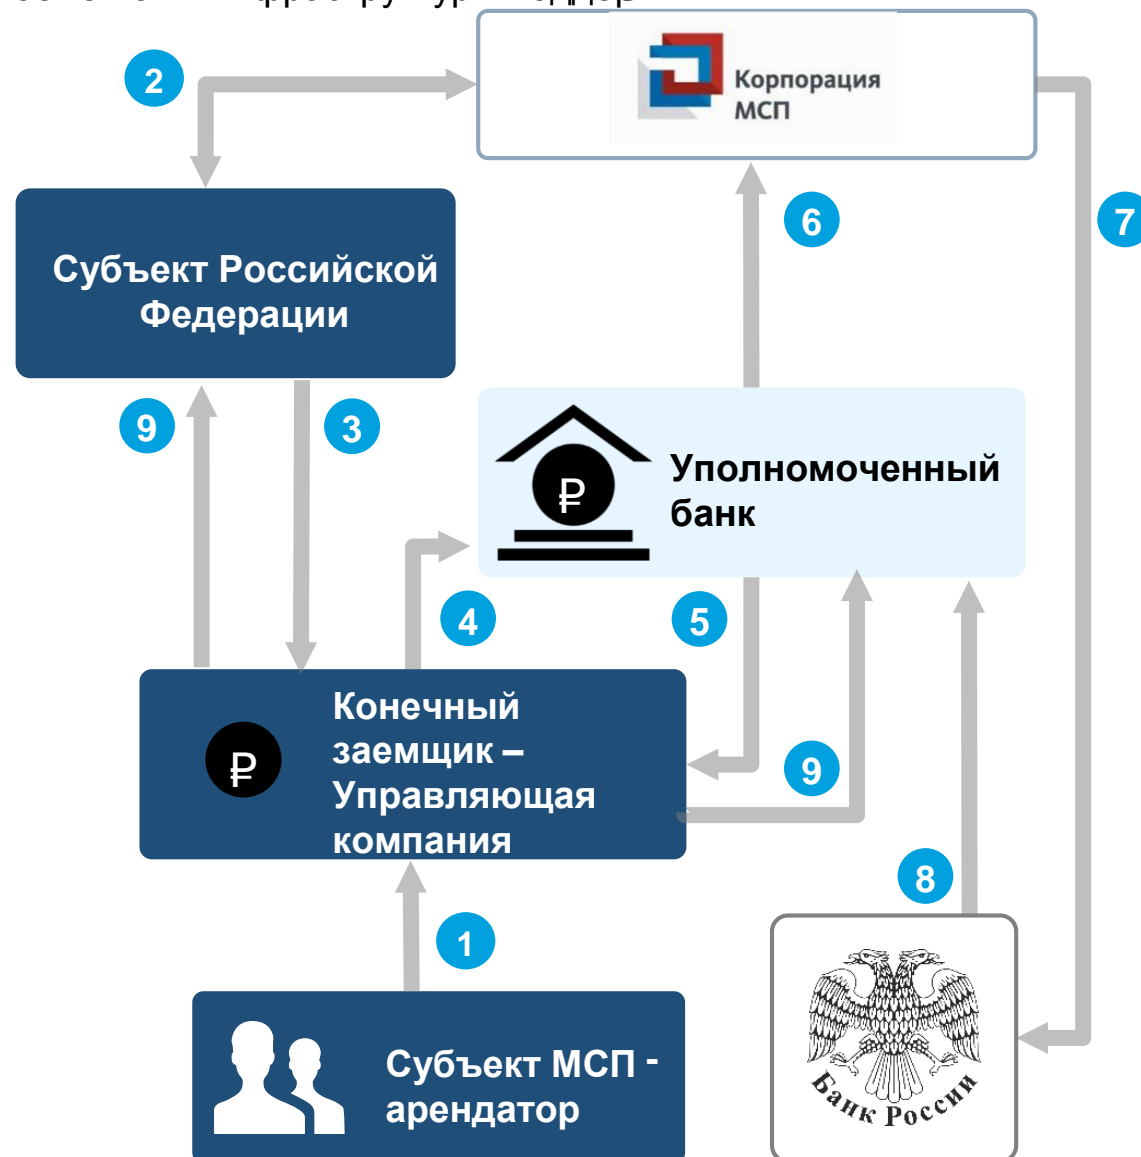 2
Корпорация
МСП
6
7
Субъект Российской
Федерации
9
3
₽
Уполномоченный
банк
4
5
₽
Конечный
заемщик –
Управляющая
компания
9
8
1
Субъект МСП -
арендатор
Банк России